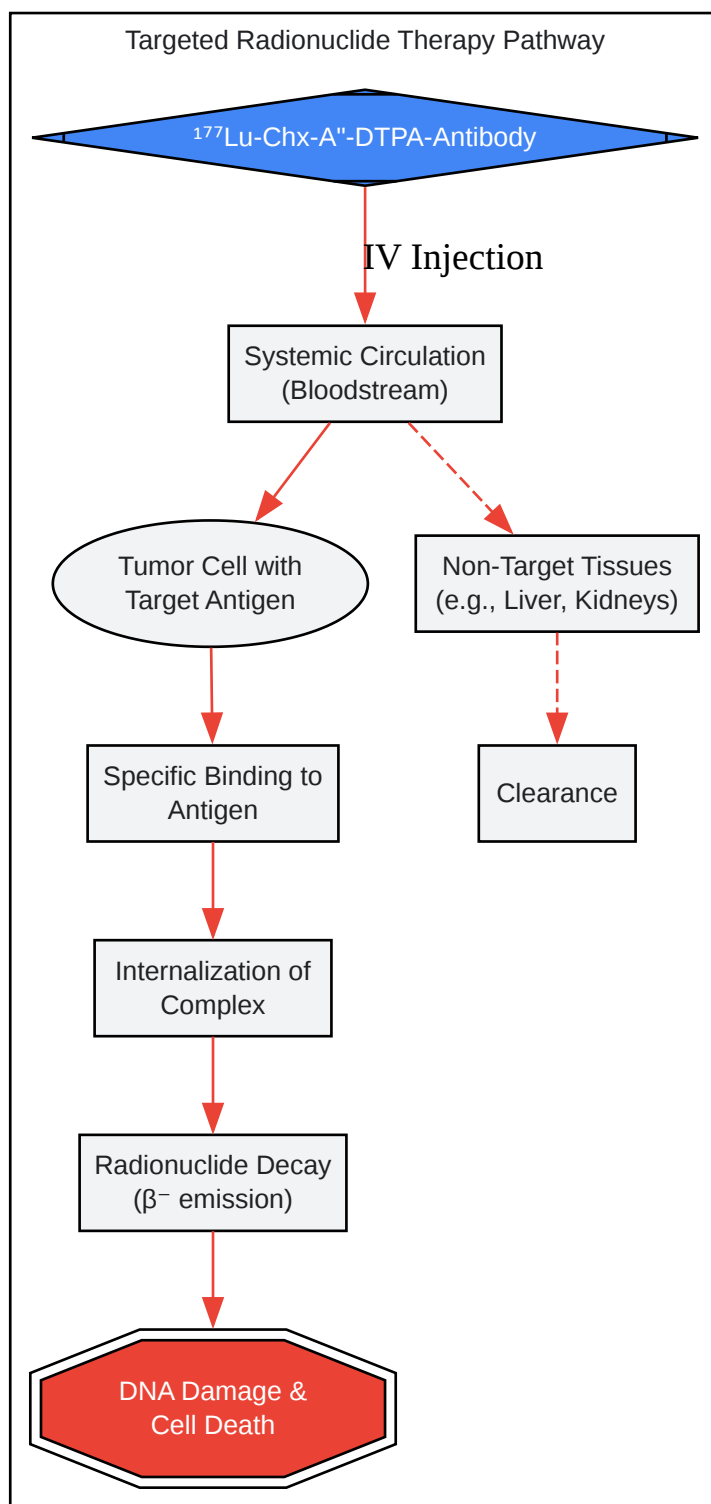 Targeted Radionuclide Therapy Pathway
¹⁷⁷Lu-Chx-A"-DTPA-Antibody
IV Injection
Systemic Circulation
(Bloodstream)
Tumor Cell with
Target Antigen
Non-Target Tissues
(e.g., Liver, Kidneys)
Specific Binding to
Antigen
Clearance
Internalization of
Complex
Radionuclide Decay
(β⁻ emission)
DNA Damage &
Cell Death